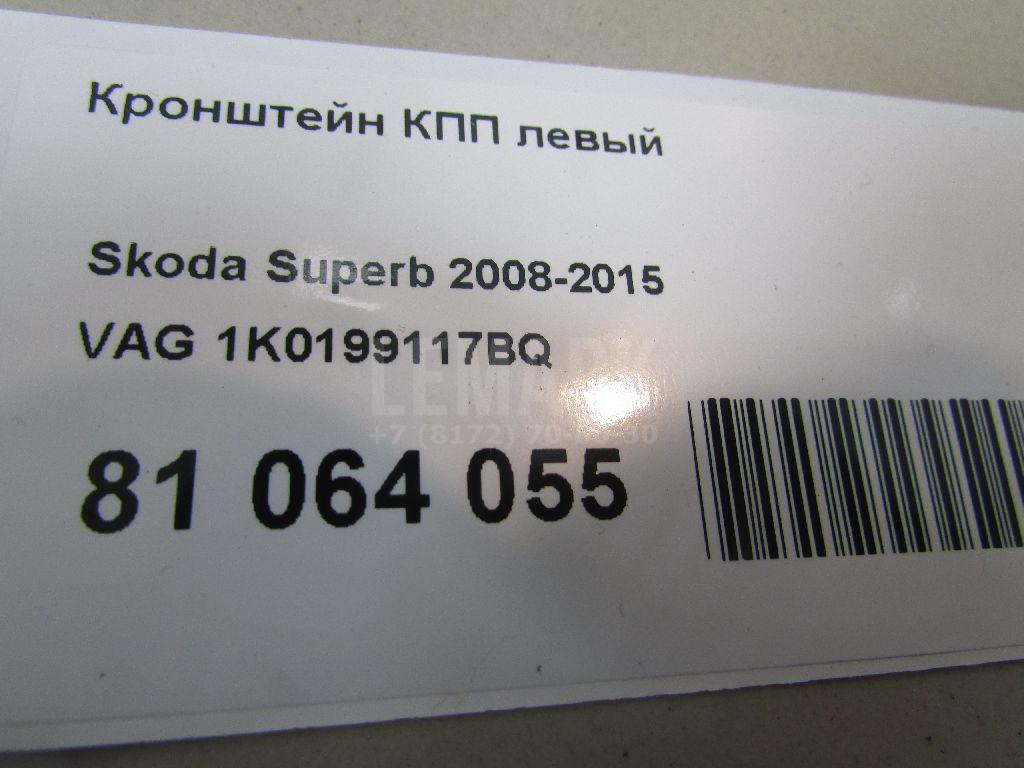 Кронштейн КПП левый
Skoda Superb 2008-2015
VAG 1K0199117BQ
81 064 055